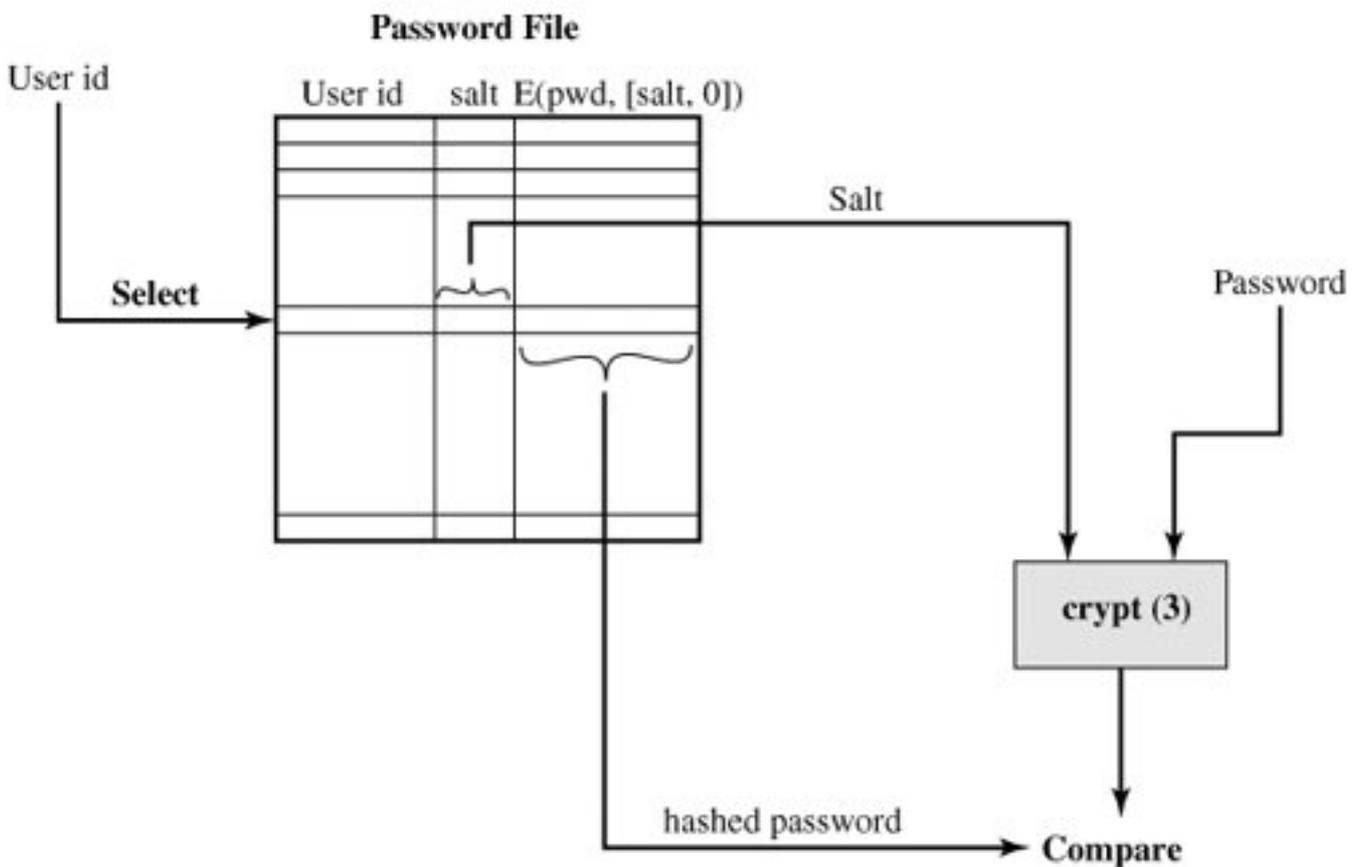 Password File
User id
User id salt E(pwd, [salt, 0])
Salt
Select
Password
crypt (3)
hashed password
Compare